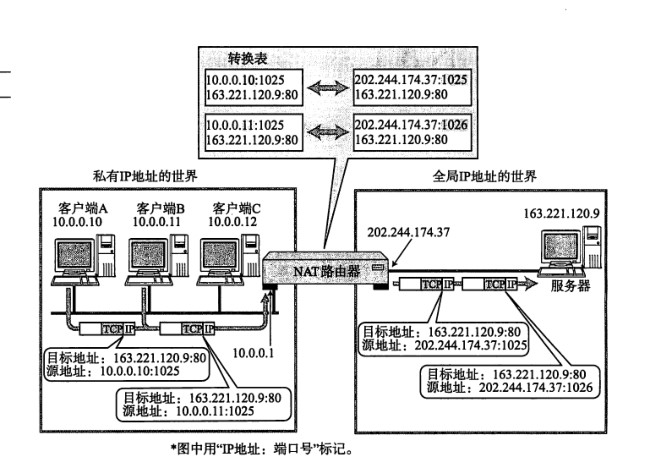 转换表
10.0.0.10:1025
163.221.120.9:80
202.244.174.37:1025
163.221.120.9:80
10.0.0.11:1025
163.221.120.9:80
202.244.174.37:1026
163.221.120.9:80
私有IP地址的世界
全局IP地址的世界
客户端A
10.0.0.10
客户端B
10.0.0.11
客户端C
10.0.0.12
NAT路由器
202.244.174.37
163.221.120.9
服务器
TCP IP
TCP IP
TCP IP
TCP IP
10.0.0.1
目标地址：163.221.120.9:80
源地址：10.0.0.10:1025
目标地址：163.221.120.9:80
源地址：10.0.0.11:1025
目标地址：163.221.120.9:80
源地址：202.244.174.37:1025
目标地址：163.221.120.9:80
源地址：202.244.174.37:1026
*图中用“IP地址：端口号”标记。